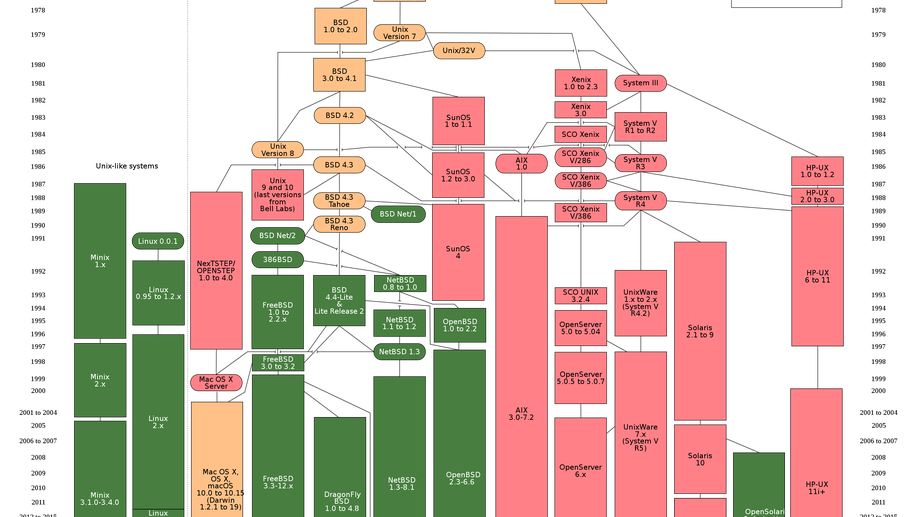 1978
1978
BSD
1.0 to 2.0
Unix
Version 7
1979
1979
Unix/32V
1980
1980
BSD
3.0 to 4.1
Xenix
1.0 to 2.3
System III
1981
1981
1982
1982
Xenix
3.0
SunOS
1 to 1.1
BSD 4.2
1983
1983
System V
R1 to R2
SCO Xenix
1984
1984
Unix
Version 8
1985
1985
Unix-like systems
BSD 4.3
AIX
1.0
SCO Xenix
V/286
System V
R3
1986
1986
HP-UX
1.0 to 1.2
SunOS
1.2 to 3.0
SCO Xenix
V/386
1987
1987
Unix
9 and 10
(last versions
from
Bell Labs)
HP-UX
2.0 to 3.0
1988
1988
BSD 4.3
Tahoe
System V
R4
BSD Net/1
SCO Xenix
V/386
1989
1989
BSD 4.3
Reno
1990
1990
BSD Net/2
Linux 0.0.1
1991
1991
SunOS
4
Minix
1.x
386BSD
NeXTSTEP/
OPENSTEP
1.0 to 4.0
1992
1992
HP-UX
6 to 11
NetBSD
0.8 to 1.0
Linux
0.95 to 1.2.x
BSD
4.4-Lite
&
Lite Release 2
SCO UNIX
3.2.4
UnixWare
1.x to 2.x
(System V
R4.2)
1993
1993
FreeBSD
1.0 to
2.2.x
1994
1994
NetBSD
1.1 to 1.2
OpenBSD
1.0 to 2.2
OpenServer
5.0 to 5.04
Solaris
2.1 to 9
1995
1995
1996
1996
1997
1997
NetBSD 1.3
FreeBSD
3.0 to 3.2
1998
1998
Minix
2.x
Mac OS X
Server
OpenServer
5.0.5 to 5.0.7
1999
1999
2000
2000
AIX
3.0-7.2
2001 to 2004
2001 to 2004
Linux
2.x
2005
2005
UnixWare
7.x
(System V
R5)
2006 to 2007
2006 to 2007
Solaris
10
2008
2008
OpenServer
6.x
Mac OS X,
OS X,
macOS
10.0 to 10.15
(Darwin
1.2.1 to 19)
2009
2009
FreeBSD
3.3-12.x
NetBSD
1.3-8.1
OpenBSD
2.3-6.6
HP-UX
11i+
2010
2010
DragonFly
BSD
1.0 to 4.8
Minix
3.1.0-3.4.0
2011
2011
OpenSolari
Linux
2012 to 2015
2012 to 2015